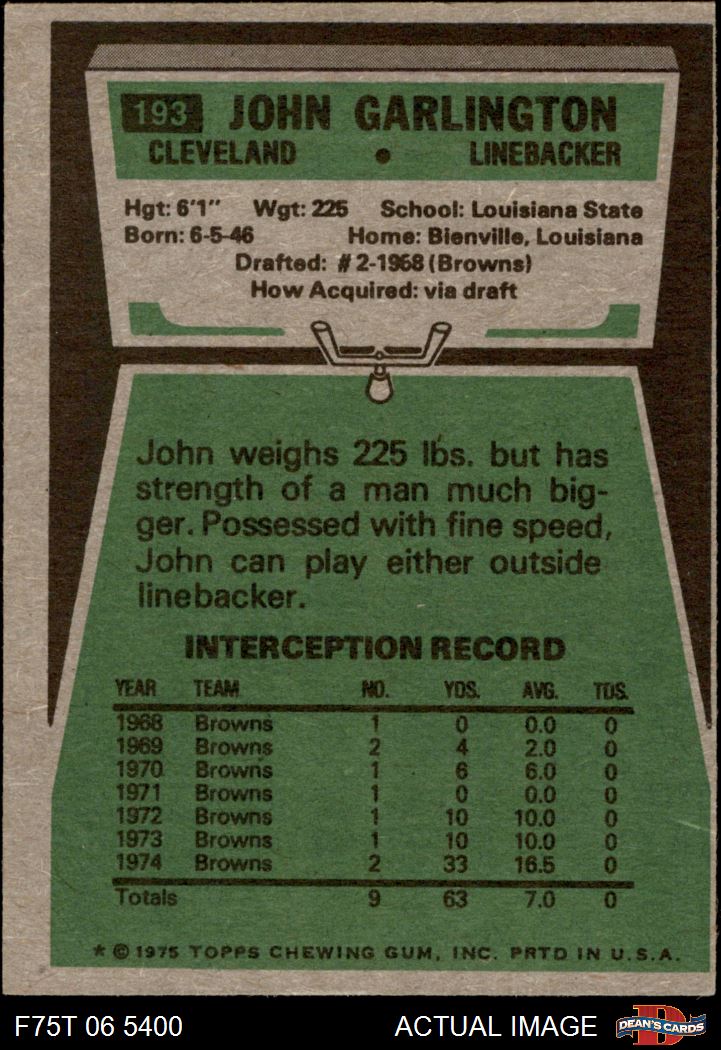 193 JOHN GARLINGTON
CLEVELAND • LINEBACKER
Hgt: 6'1" Wgt: 225 School: Louisiana State
Born: 6-5-46 Home: Bienville, Louisiana
Drafted: #2-1968 (Browns)
How Acquired: via draft
John weighs 225 lbs. but has
strength of a man much big-
ger. Possessed with fine speed,
John can play either outside
linebacker.
INTERCEPTION RECORD
YEAR TEAM NO. YDS. AVG. TDS.
1968 Browns 1 0 0.0 0
1969 Browns 2 4 2.0 0
1970 Browns 1 6 6.0 0
1971 Browns 1 0 0.0 0
1972 Browns 1 10 10.0 0
1973 Browns 1 10 10.0 0
1974 Browns 2 33 16.5 0
Totals 9 63 7.0 0
* © 1975 TOPPS CHEWING GUM, INC. PRTD IN U.S.A.
F75T 06 5400 ACTUAL IMAGE D DEAN'S CARDS